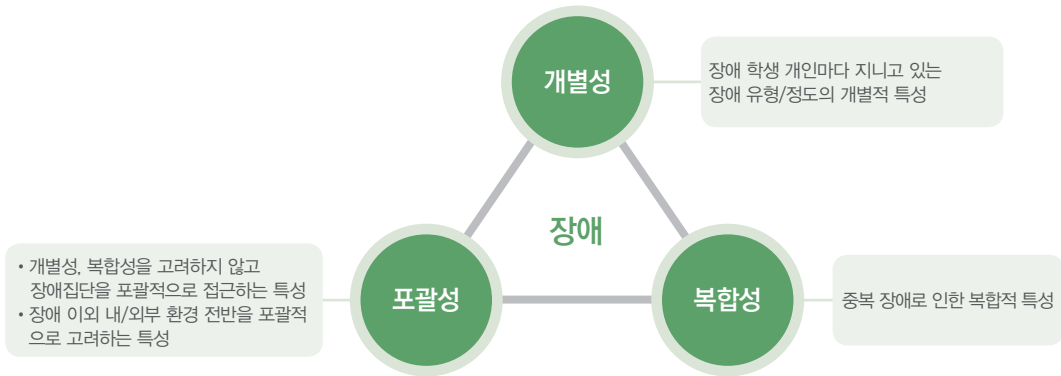 개별성
장애 학생 개인마다 지니고 있는
장애 유형/정도의 개별적 특성
장애
• 개별성, 복합성을 고려하지 않고
장애집단을 포괄적으로 접근하는 특성
• 장애 이외 내/외부 환경 전반을 포괄적
으로 고려하는 특성
포괄성
복합성
중복 장애로 인한 복합적 특성